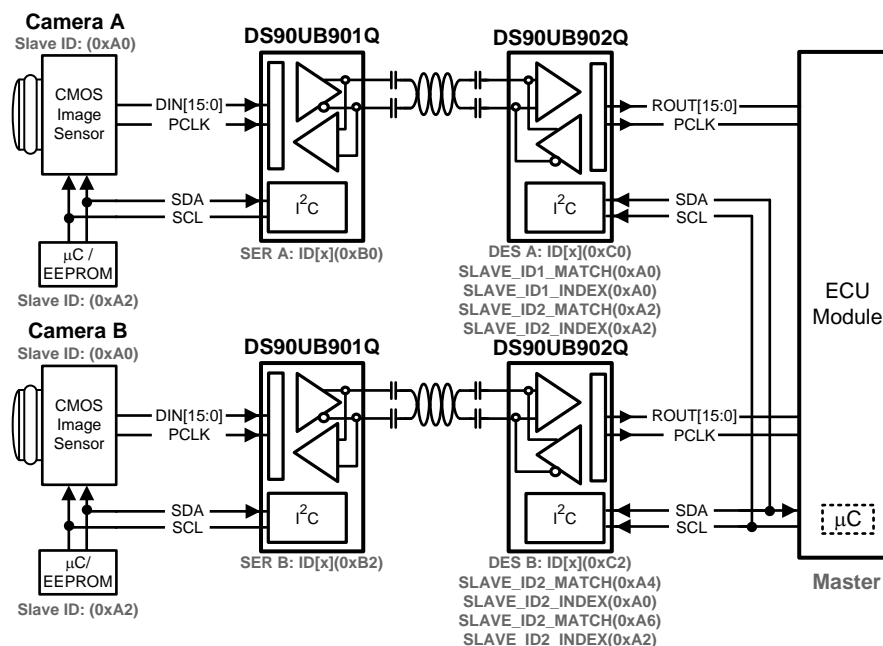 Camera A
Slave ID: (0xA0)
DS90UB901Q
DS90UB902Q
CMOS
Image
Sensor
DIN[15:0]
PCLK
ROUT[15:0]
PCLK
SDA
SCL
I2C
I2C
SDA
SCL
µC /
EEPROM
Slave ID: (0xA2)
SER A: ID[x](0xB0)
DES A: ID[x](0xC0)
SLAVE_ID1_MATCH(0xA0)
SLAVE_ID1_INDEX(0xA0)
SLAVE_ID2_MATCH(0xA2)
SLAVE_ID2_INDEX(0xA2)
ECU
Module
Camera B
Slave ID: (0xA0)
DS90UB901Q
DS90UB902Q
CMOS
Image
Sensor
DIN[15:0]
PCLK
ROUT[15:0]
PCLK
SDA
SCL
I2C
I2C
SDA
SCL
µC
µC/
EEPROM
Slave ID: (0xA2)
SER B: ID[x](0xB2)
DES B: ID[x](0xC2)
SLAVE_ID2_MATCH(0xA4)
SLAVE_ID2_INDEX(0xA0)
SLAVE_ID2_MATCH(0xA6)
SLAVE_ID2_INDEX(0xA2)
Master